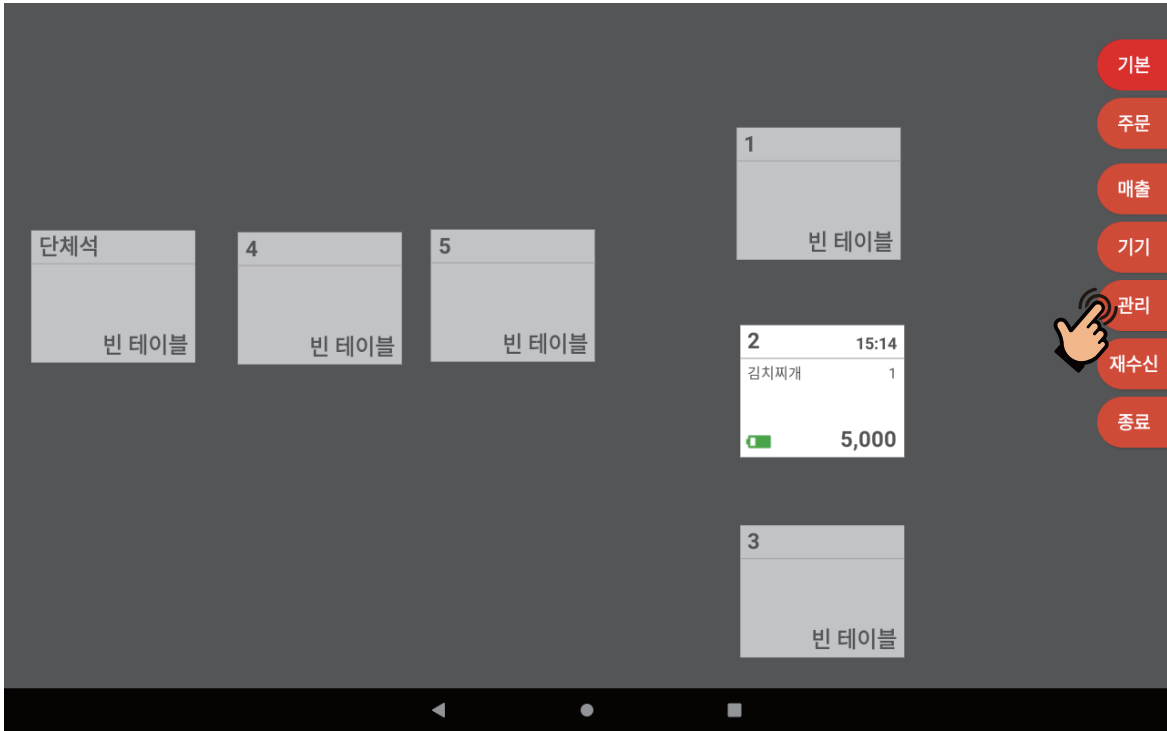 단체석
빈 테이블
4
빈 테이블
5
빈 테이블
1
빈 테이블
2 15:14
김치찌개 1
5,000
3
빈 테이블
기본
주문
매출
기기
관리
재수신
종료